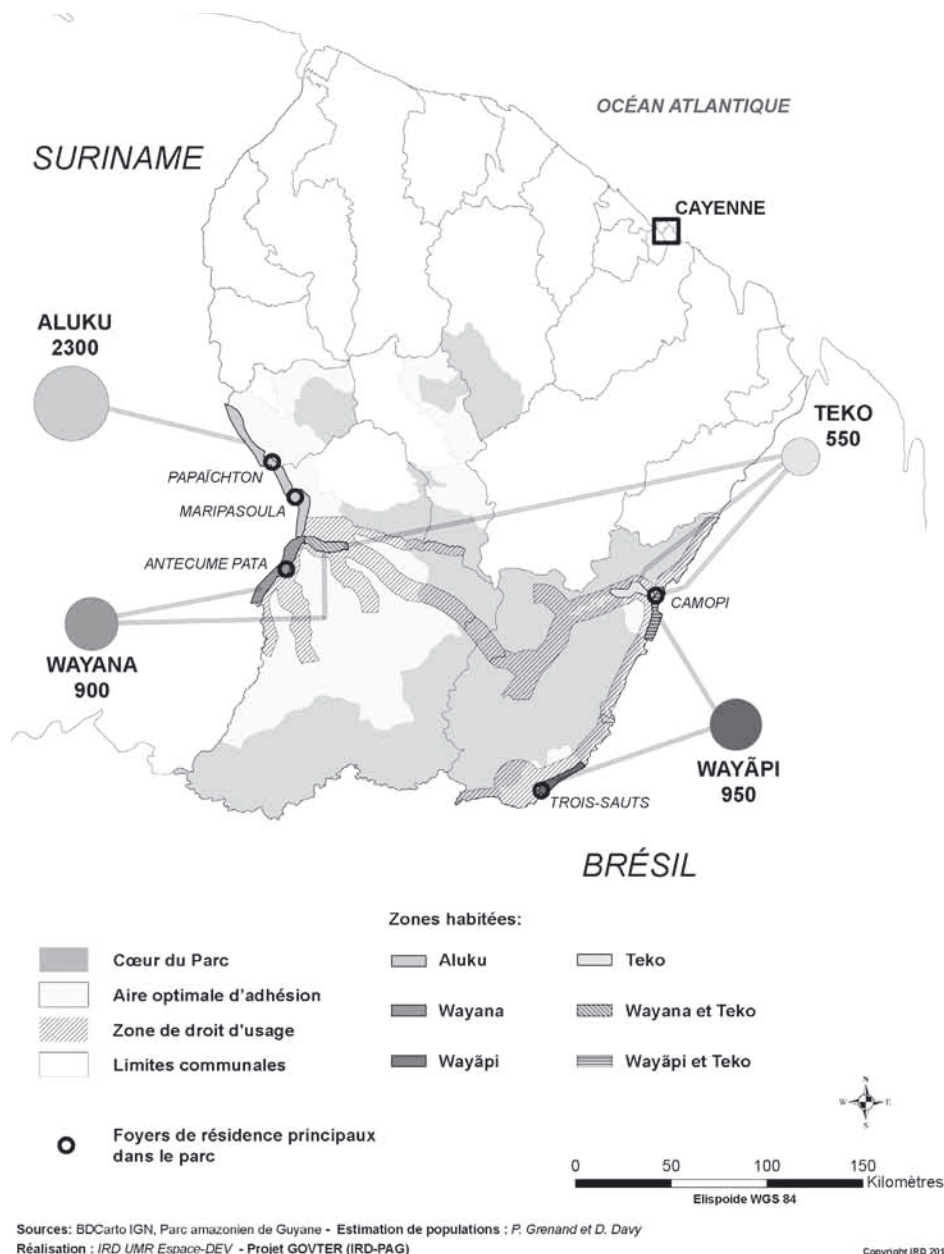 OCÉAN ATLANTIQUE
SURINAME
CAYENNE
ALUKU
2300
TEKO
550
PAPAÏCHTON
MARIPASOULA
ANTECUME PATA
CAMOPI
WAYANA
900
WAYÃPI
950
TROIS-SAUTS
BRÉSIL
Zones habitées:
Cœur du Parc
Aire optimale d'adhésion
Zone de droit d'usage
Limites communales
Aluku
Wayana
Wayãpi
Teko
Wayana et Teko
Wayãpi et Teko
Foyers de résidence principaux
dans le parc
N
W E
S
0 50 100 150
Kilomètres
Elispoide WGS 84
Sources: BDCarto IGN, Parc amazonien de Guyane - Estimation de populations : P. Grenand et D. Davy
Réalisation : IRD UMR Espace-DEV - Projet GOVTER (IRD-PAG)
Copyright IRD 201